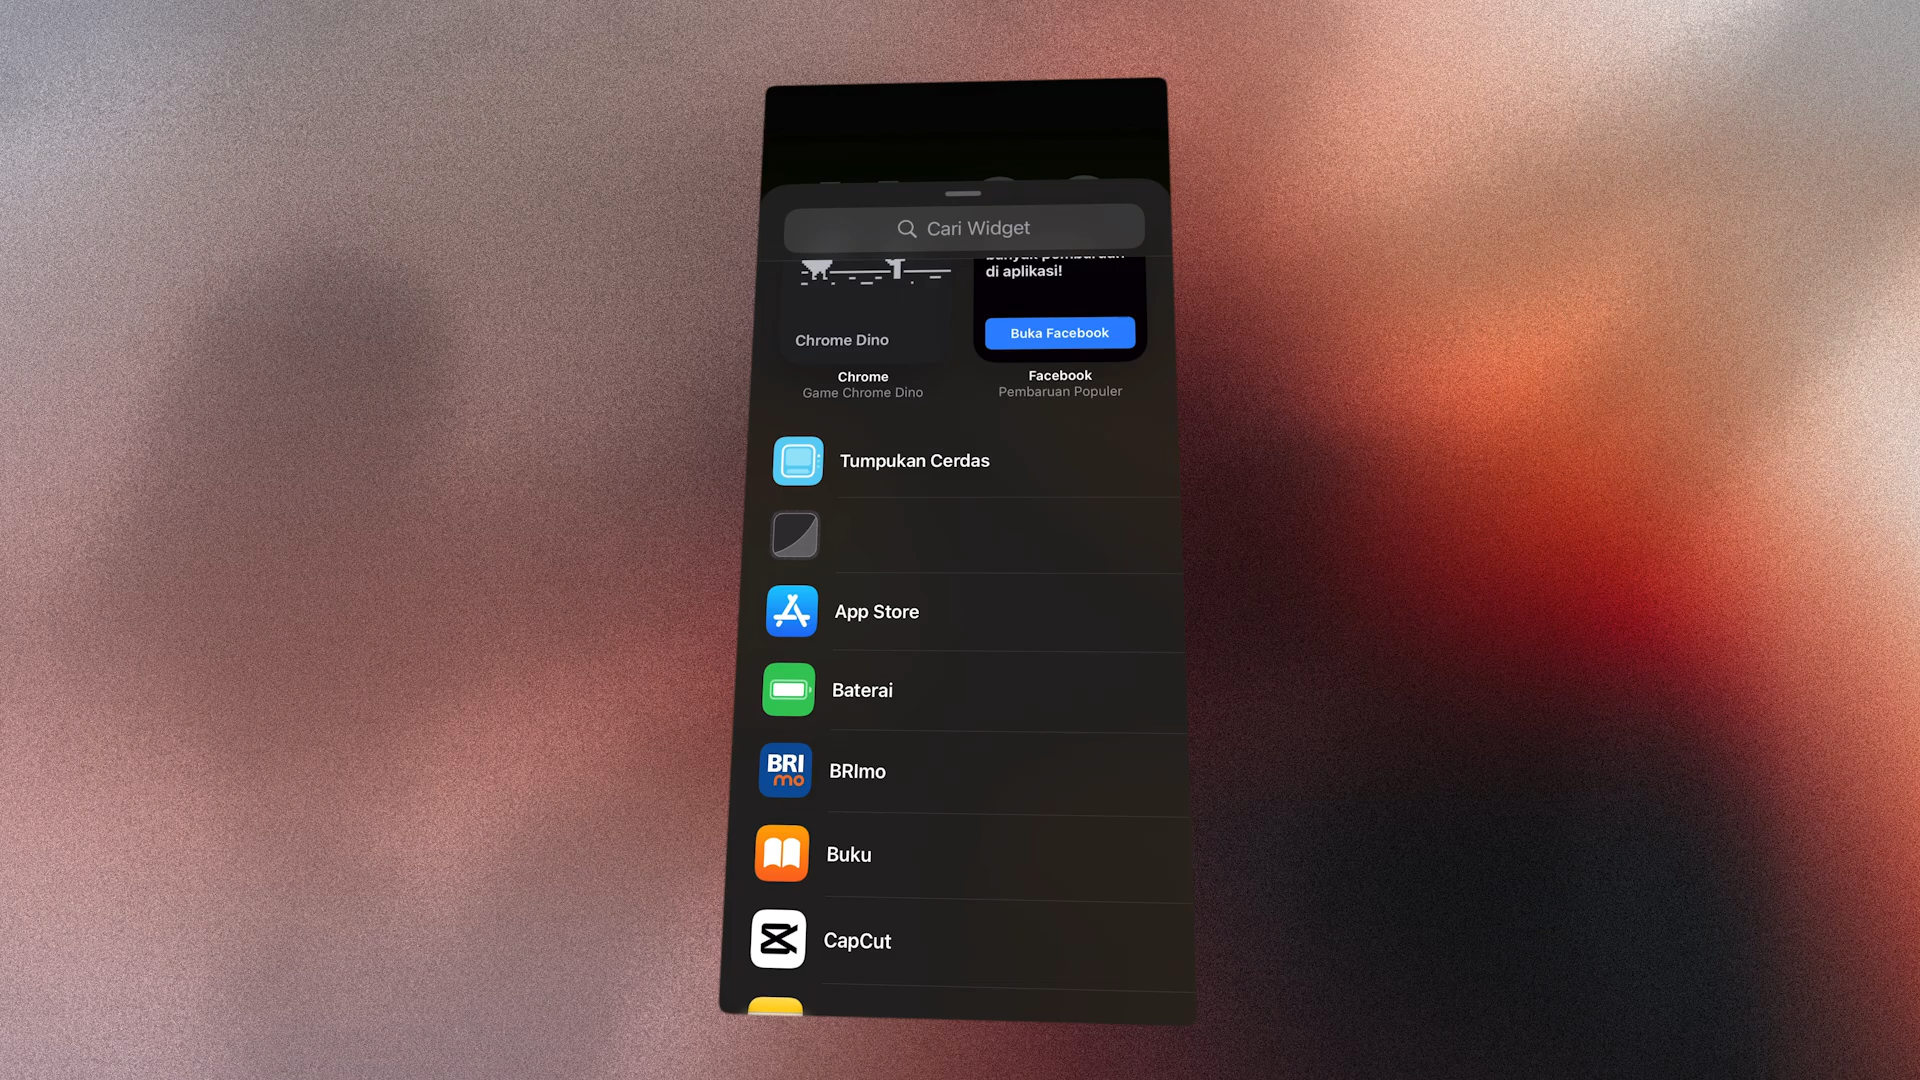 Cari Widget
di aplikasi!
Chrome Dino
Buka Facebook
Chrome
Game Chrome Dino
Facebook
Pembaruan Populer
Tumpukan Cerdas
App Store
Baterai
BRI
mo
BRImo
Buku
CapCut